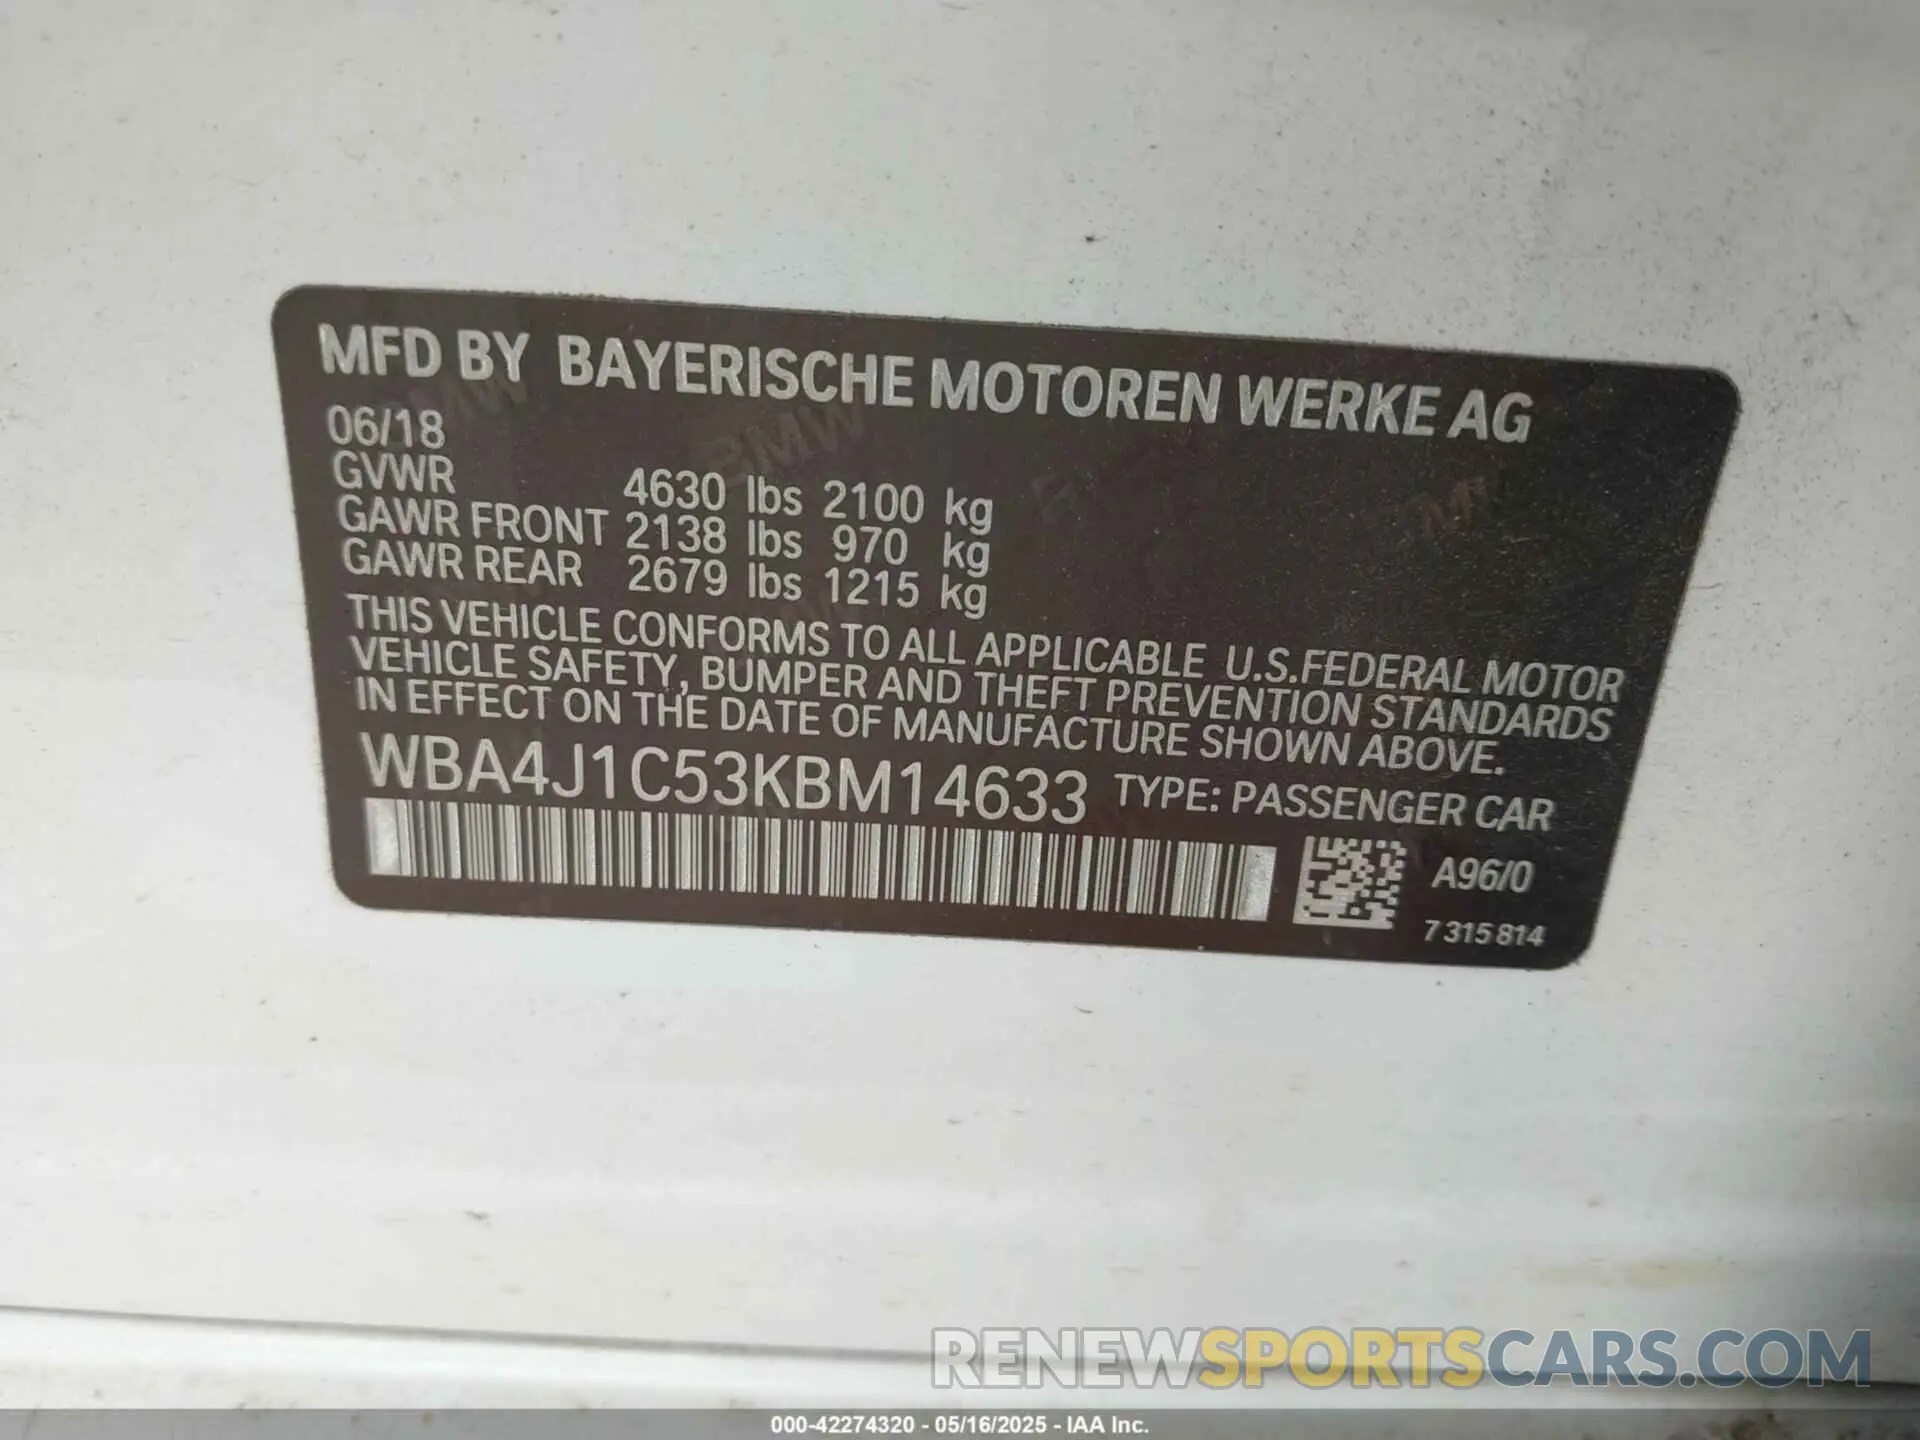 MFD BY BAYERISCHE MOTOREN WERKE AG
06/18
GVWR 4630 lbs 2100 kg
GAWR FRONT 2138 lbs 970 kg
GAWR REAR 2679 lbs 1215 kg
THIS VEHICLE CONFORMS TO ALL APPLICABLE U.S.FEDERAL MOTOR
VEHICLE SAFETY, BUMPER AND THEFT PREVENTION STANDARDS
IN EFFECT ON THE DATE OF MANUFACTURE SHOWN ABOVE.
WBA4J1C53KBM14633 TYPE: PASSENGER CAR
A96/0
7 315 814
RENEWSPORTSCARS.COM
000-42274320 - 05/16/2025 - IAA Inc.